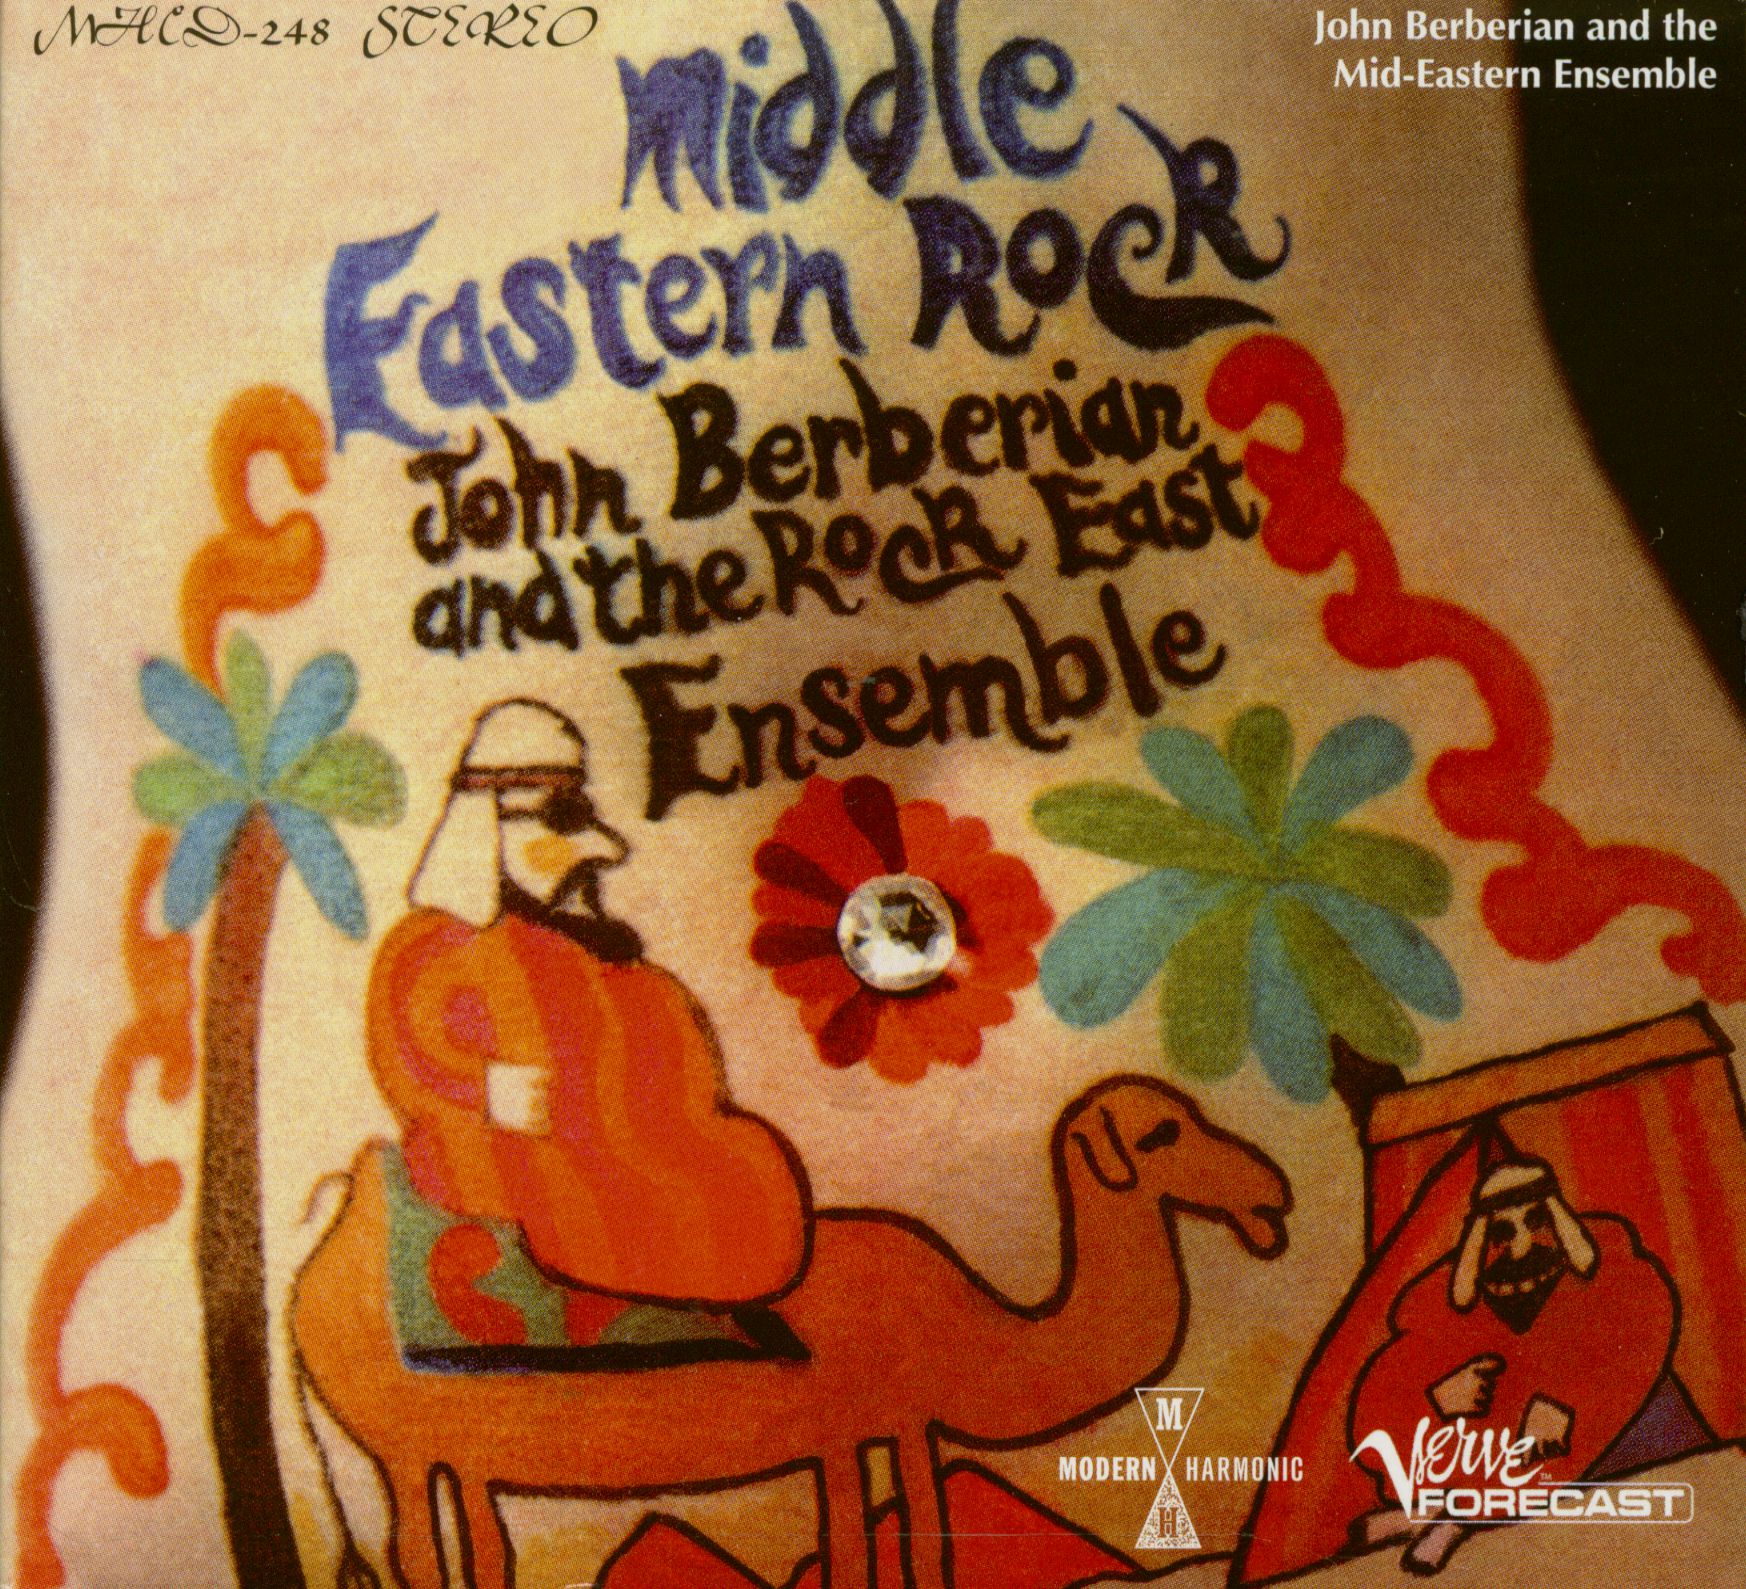 MHCD-248 STEREO
John Berberian and the
Mid-Eastern Ensemble
Middle
Eastern Rock
John Berberian
and the Rock East
Ensemble
M
MODERN HARMONIC
H
Verve™
FORECAST